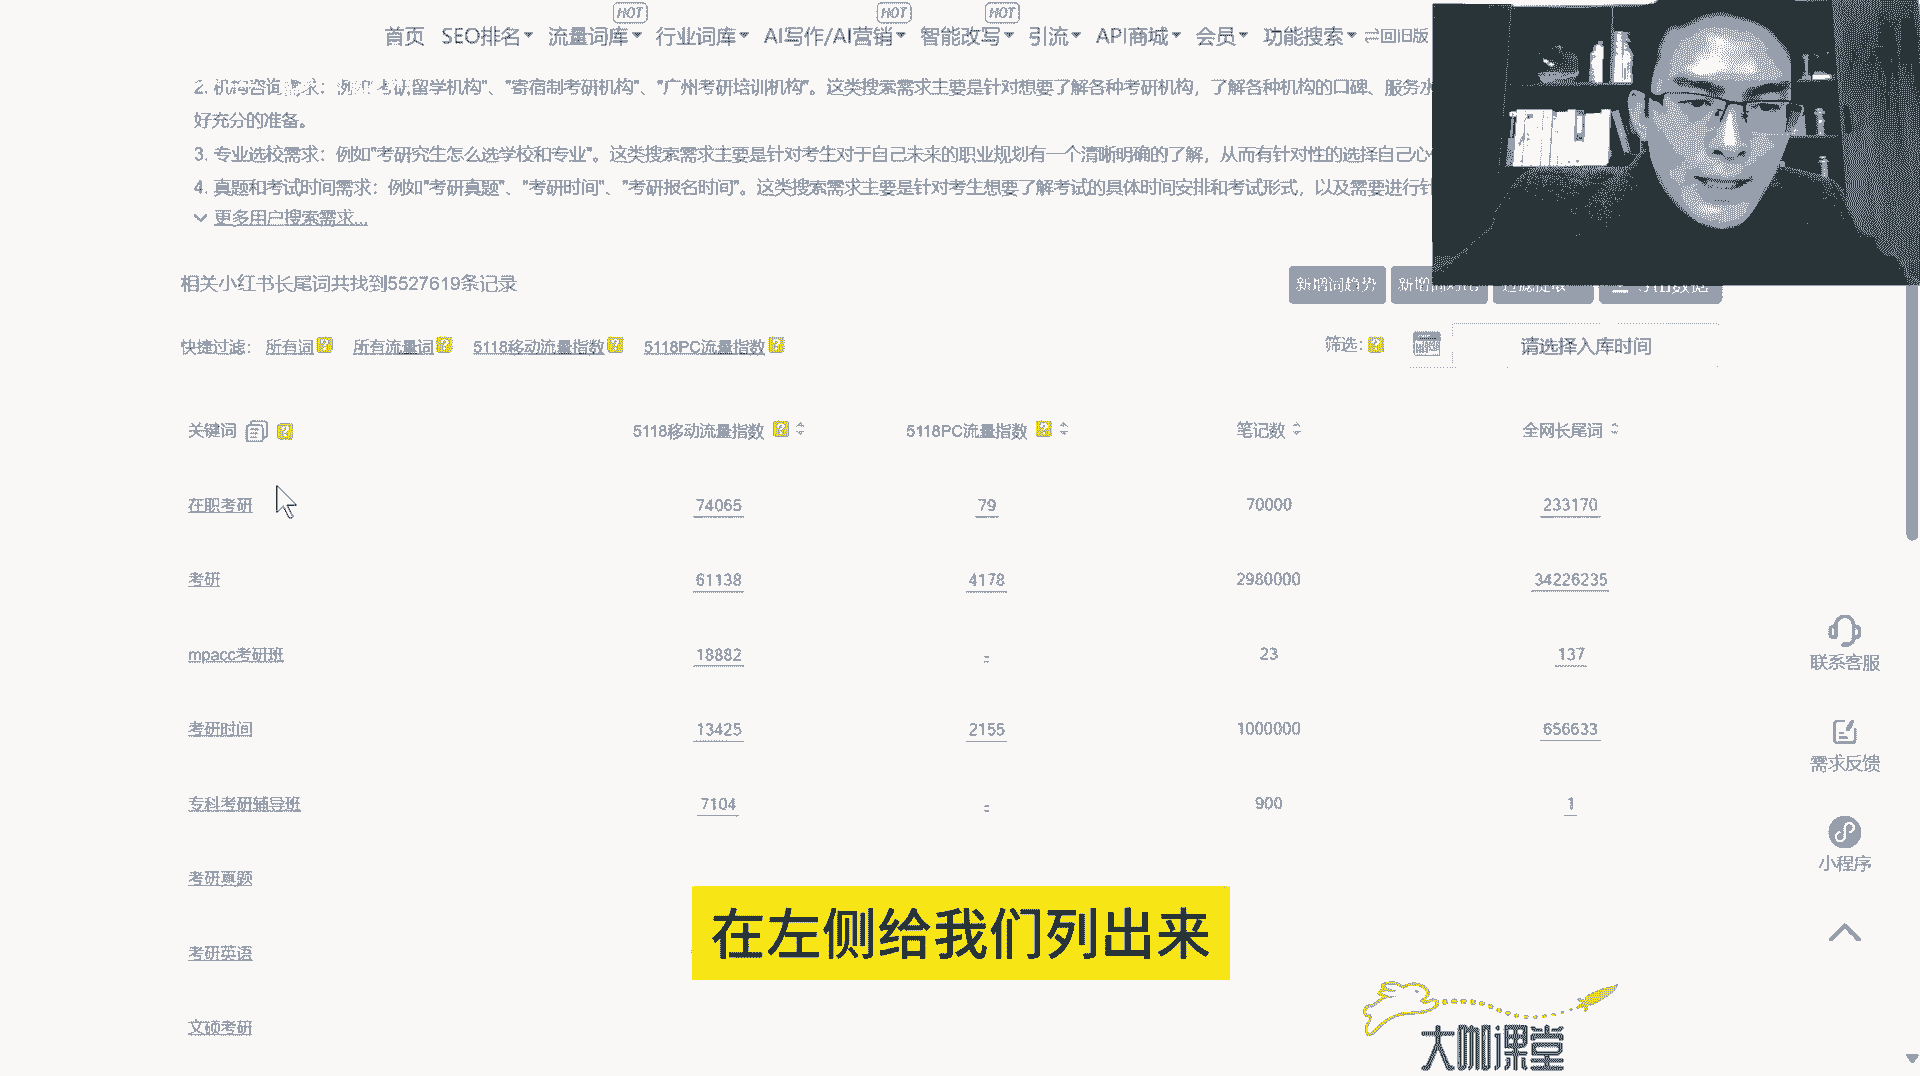 HOT HOT HOT
首页 SEO排名 流量词库 行业词库 AI写作/AI营销 智能改写 引流 API商城 会员 功能搜索 回旧版
2. 机构咨询需求：例如"考研留学机构"、"寄宿制考研机构"、"广州考研培训机构"。这类搜索需求主要是针对想要了解各种考研机构，了解各种机构的口碑、服务水
好充分的准备。
3. 专业选校需求：例如"考研究生怎么选学校和专业"。这类搜索需求主要是针对考生对于自己未来的职业规划有一个清晰明确的了解，从而有针对性的选择自己心
4. 真题和考试时间需求：例如"考研真题"、"考研时间"、"考研报名时间"。这类搜索需求主要是针对考生想要了解考试的具体时间安排和考试形式，以及需要进行针
更多用户搜索需求...
相关小红书长尾词共找到5527619条记录
新增词趋势 新增 导出数据
快捷过滤: 所有词 所有流量词 5118移动流量指数 5118PC流量指数 筛选: 请选择入库时间
关键词 5118移动流量指数 5118PC流量指数 笔记数 全网长尾词
在职考研 74065 79 70000 233170
考研 61138 4178 2980000 34226235
mpacc考研班 18882 - 23 137
考研时间 13425 2155 1000000 656633
专科考研辅导班 7104 - 900 1
考研真题
考研英语
文硕考研
联系客服
需求反馈
小程序
在左侧给我们列出来
大咖课堂